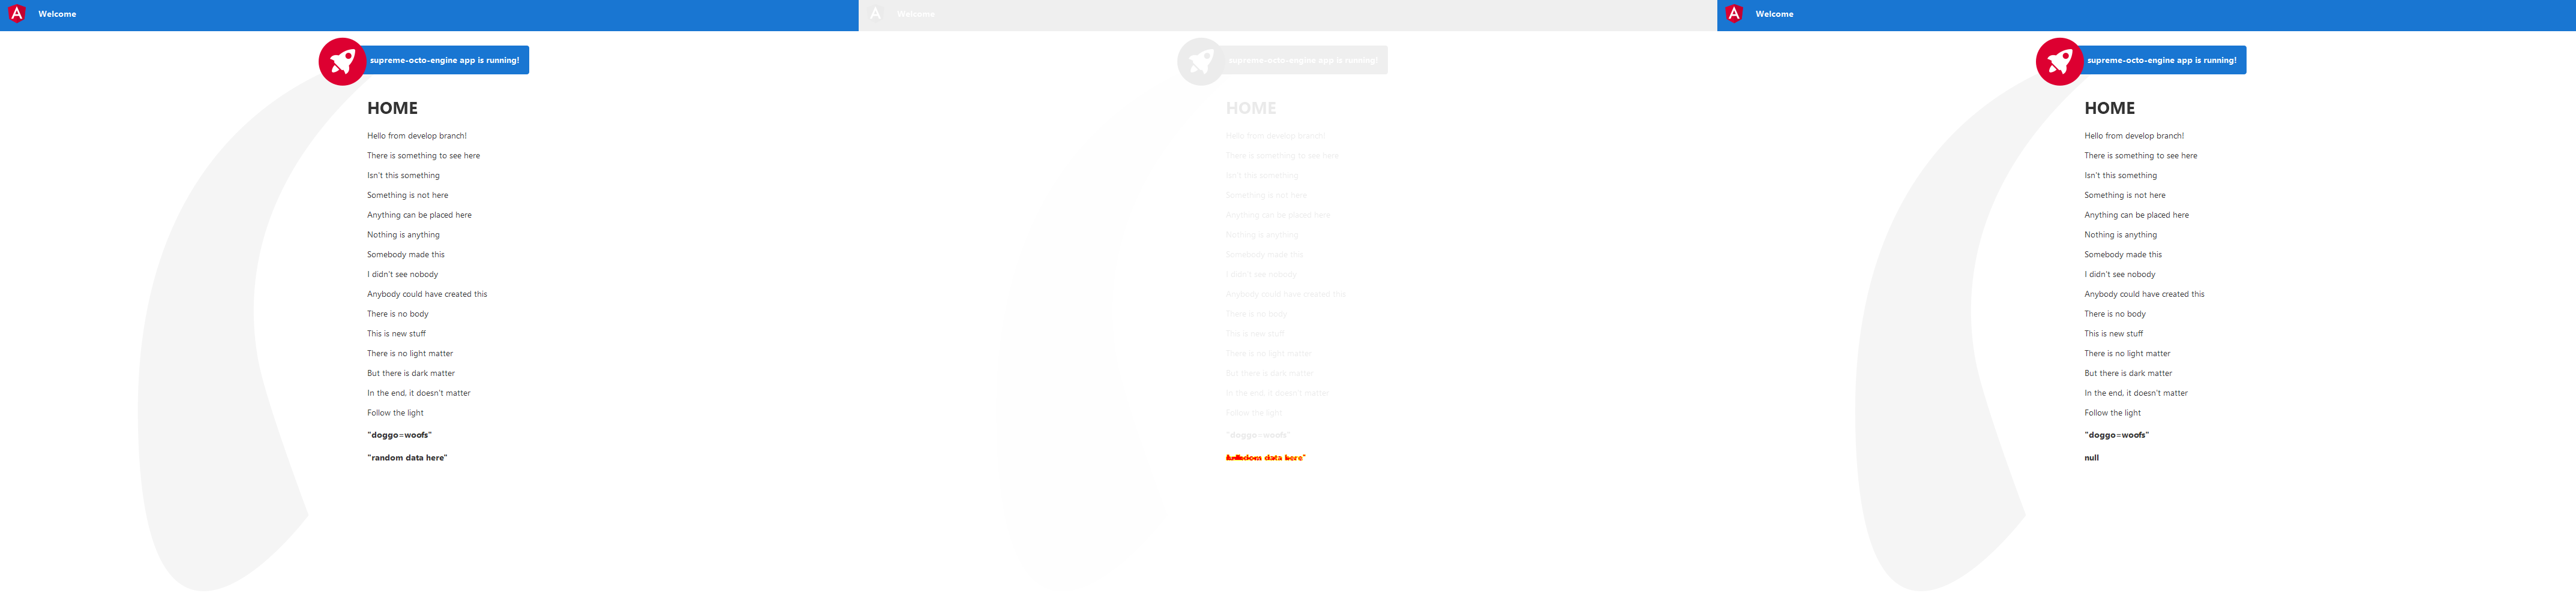 Welcome
supreme-octo-engine app is running!
HOME
Hello from develop branch!
There is something to see here
Isn't this something
Something is not here
Anything can be placed here
Nothing is anything
Somebody made this
I didn't see nobody
Anybody could have created this
There is no body
This is new stuff
There is no light matter
But there is dark matter
In the end, it doesn't matter
Follow the light
"doggo=woofs"
"random data here"
Welcome
supreme-octo-engine app is running!
HOME
Hello from develop branch!
There is something to see here
Isn't this something
Something is not here
Anything can be placed here
Nothing is anything
Somebody made this
I didn't see nobody
Anybody could have created this
There is no body
This is new stuff
There is no light matter
But there is dark matter
In the end, it doesn't matter
Follow the light
"doggo=woofs"
data here"
Welcome
supreme-octo-engine app is running!
HOME
Hello from develop branch!
There is something to see here
Isn't this something
Something is not here
Anything can be placed here
Nothing is anything
Somebody made this
I didn't see nobody
Anybody could have created this
There is no body
This is new stuff
There is no light matter
But there is dark matter
In the end, it doesn't matter
Follow the light
"doggo=woofs"
null